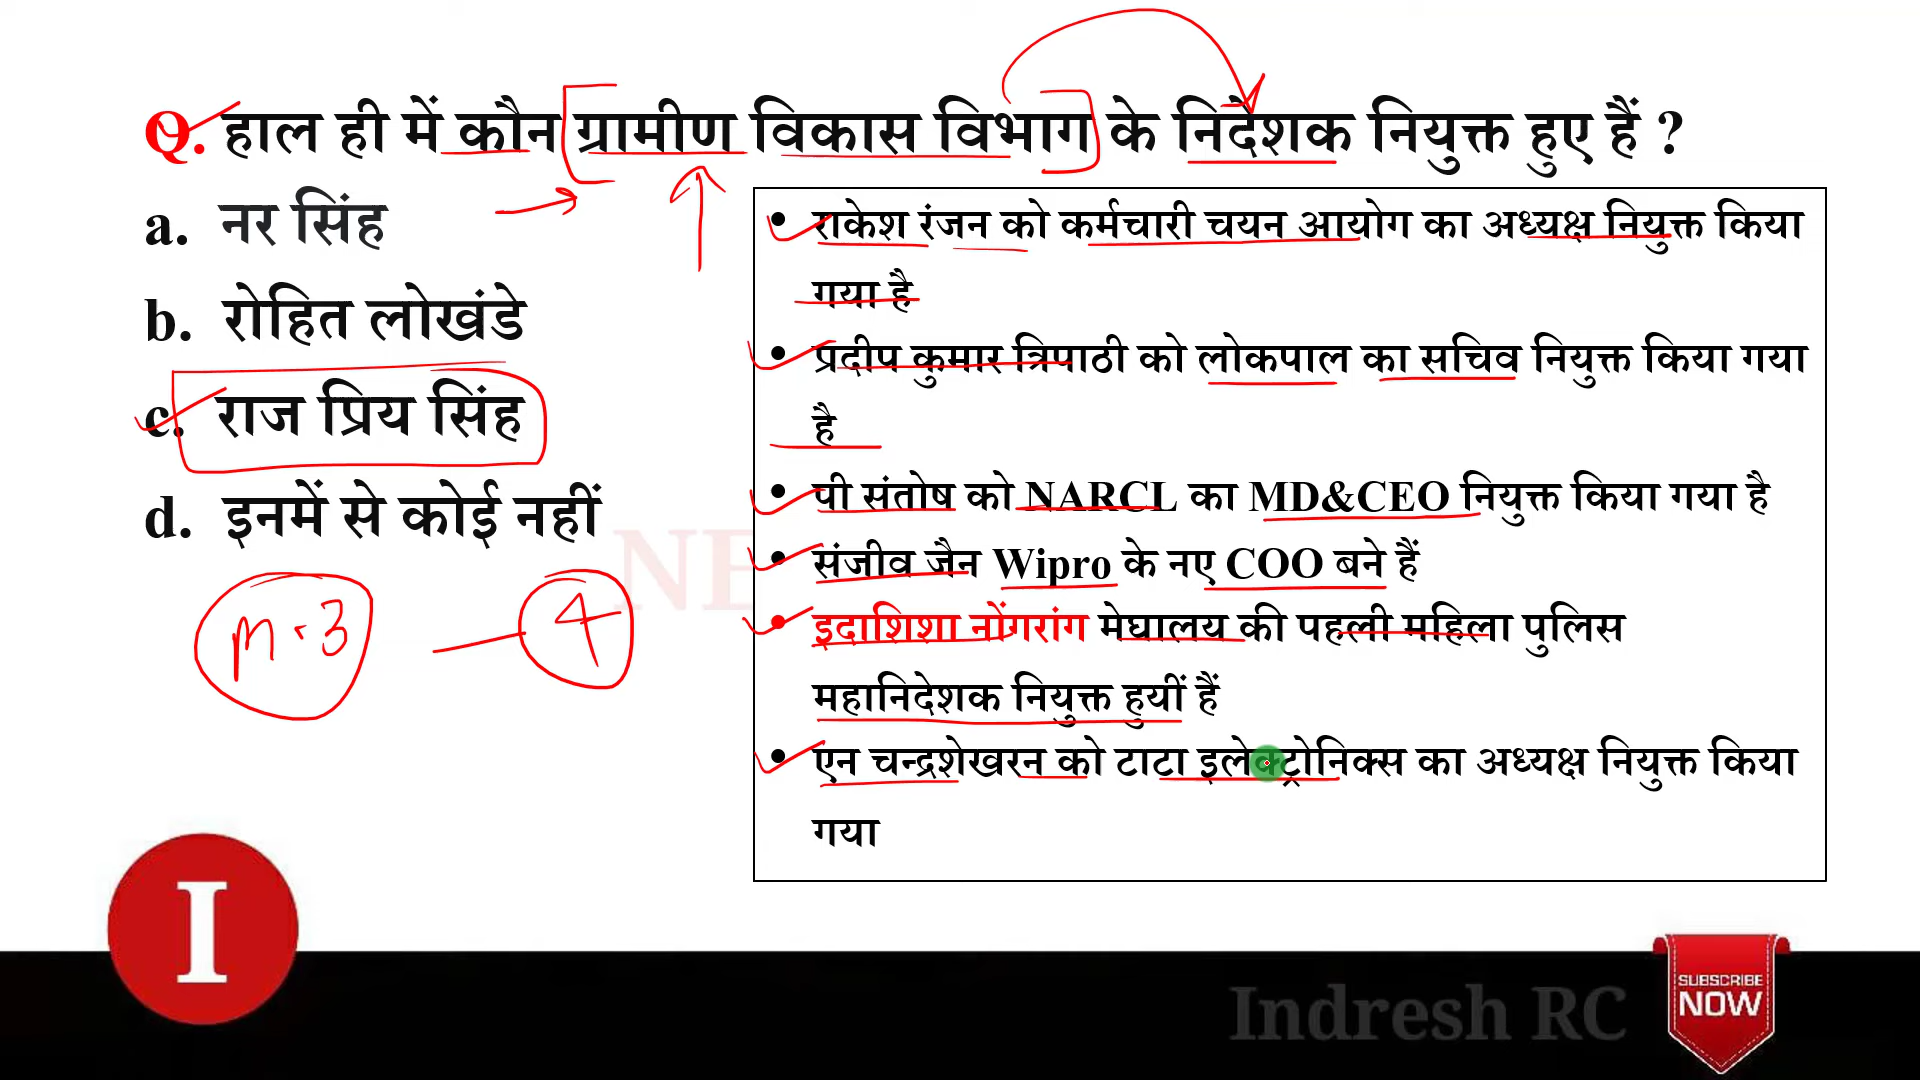 Q. हाल ही में कौन ग्रामीण विकास विभाग के निदेशक नियुक्त हुए हैं ?
a. नर सिंह
b. रोहित लोखंडे
c. राज प्रिय सिंह
d. इनमें से कोई नहीं
m.3 — 4
• राकेश रंजन को कर्मचारी चयन आयोग का अध्यक्ष नियुक्त किया
गया है
• प्रदीप कुमार त्रिपाठी को लोकपाल का सचिव नियुक्त किया गया
है
• पी संतोष को NARCL का MD&CEO नियुक्त किया गया है
• संजीव जैन Wipro के नए COO बने हैं
• इदाशिशा नोंगरांग मेघालय की पहली महिला पुलिस
महानिदेशक नियुक्त हुयीं हैं
• एन चन्द्रशेखरन को टाटा इलेक्ट्रोनिक्स का अध्यक्ष नियुक्त किया
गया
NE
I
Indresh RC
SUBSCRIBE
NOW